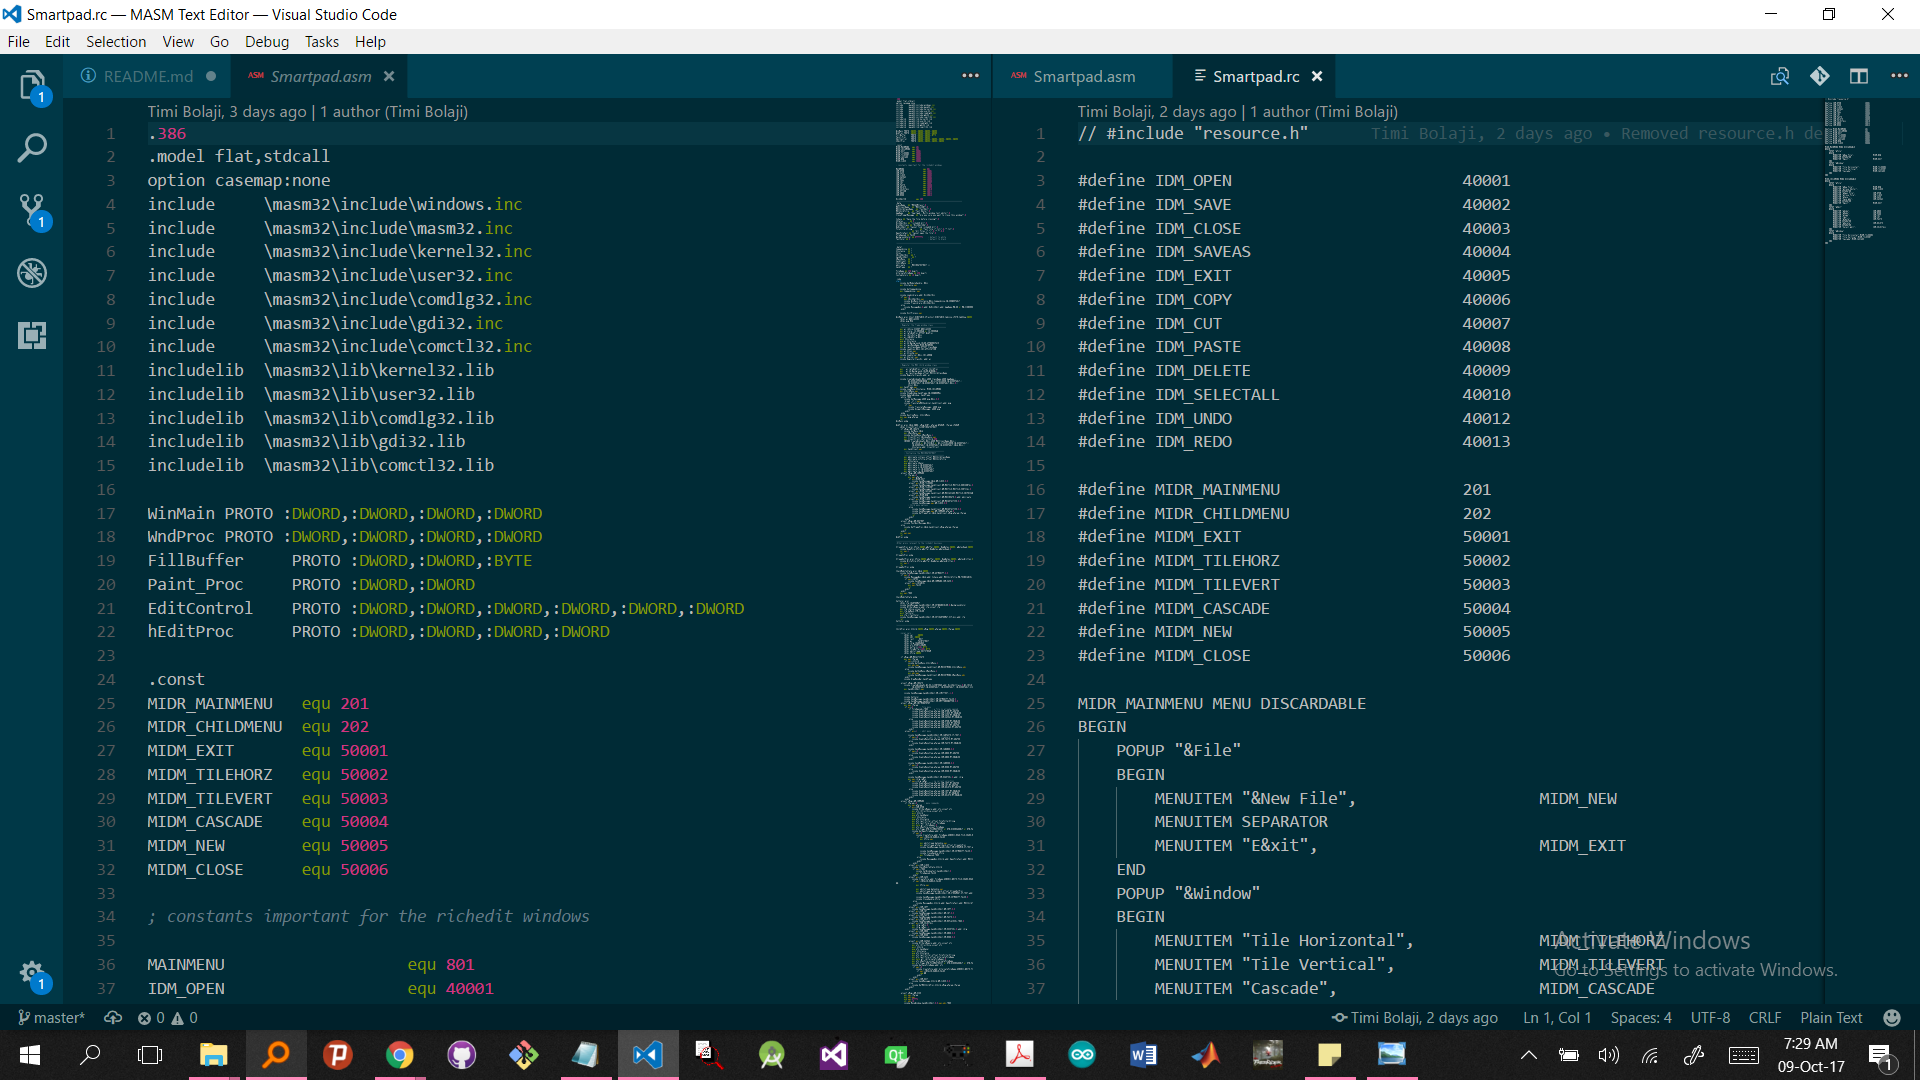 Smartpad.rc — MASM Text Editor — Visual Studio Code
File Edit Selection View Go Debug Tasks Help
README.md
ASM Smartpad.asm
Timi Bolaji, 3 days ago | 1 author (Timi Bolaji)
1 .386
2 .model flat,stdcall
3 option casemap:none
4 include \masm32\include\windows.inc
5 include \masm32\include\masm32.inc
6 include \masm32\include\kernel32.inc
7 include \masm32\include\user32.inc
8 include \masm32\include\comdlg32.inc
9 include \masm32\include\gdi32.inc
10 include \masm32\include\comctl32.inc
11 includelib \masm32\lib\kernel32.lib
12 includelib \masm32\lib\user32.lib
13 includelib \masm32\lib\comdlg32.lib
14 includelib \masm32\lib\gdi32.lib
15 includelib \masm32\lib\comctl32.lib
16
17 WinMain PROTO :DWORD,:DWORD,:DWORD,:DWORD
18 WndProc PROTO :DWORD,:DWORD,:DWORD,:DWORD
19 FillBuffer PROTO :DWORD,:DWORD,:BYTE
20 Paint_Proc PROTO :DWORD,:DWORD
21 EditControl PROTO :DWORD,:DWORD,:DWORD,:DWORD,:DWORD,:DWORD
22 hEditProc PROTO :DWORD,:DWORD,:DWORD,:DWORD
23
24 .const
25 MIDR_MAINMENU equ 201
26 MIDR_CHILDMENU equ 202
27 MIDM_EXIT equ 50001
28 MIDM_TILEHORZ equ 50002
29 MIDM_TILEVERT equ 50003
30 MIDM_CASCADE equ 50004
31 MIDM_NEW equ 50005
32 MIDM_CLOSE equ 50006
33
34 ; constants important for the richedit windows
35
36 MAINMENU equ 801
37 IDM_OPEN equ 40001
ASM Smartpad.asm
Smartpad.rc
Timi Bolaji, 2 days ago | 1 author (Timi Bolaji)
1 // #include "resource.h" Timi Bolaji, 2 days ago • Removed resource.h de
2
3 #define IDM_OPEN 40001
4 #define IDM_SAVE 40002
5 #define IDM_CLOSE 40003
6 #define IDM_SAVEAS 40004
7 #define IDM_EXIT 40005
8 #define IDM_COPY 40006
9 #define IDM_CUT 40007
10 #define IDM_PASTE 40008
11 #define IDM_DELETE 40009
12 #define IDM_SELECTALL 40010
13 #define IDM_UNDO 40012
14 #define IDM_REDO 40013
15
16 #define MIDR_MAINMENU 201
17 #define MIDR_CHILDMENU 202
18 #define MIDM_EXIT 50001
19 #define MIDM_TILEHORZ 50002
20 #define MIDM_TILEVERT 50003
21 #define MIDM_CASCADE 50004
22 #define MIDM_NEW 50005
23 #define MIDM_CLOSE 50006
24
25 MIDR_MAINMENU MENU DISCARDABLE
26 BEGIN
27 POPUP "&File"
28 BEGIN
29 MENUITEM "&New File", MIDM_NEW
30 MENUITEM SEPARATOR
31 MENUITEM "E&xit", MIDM_EXIT
32 END
33 POPUP "&Window"
34 BEGIN
35 MENUITEM "Tile Horizontal", MIDM_TILEHORZ
36 MENUITEM "Tile Vertical", MIDM_TILEVERT
37 MENUITEM "Cascade", MIDM_CASCADE
Activate Windows
Go to Settings to activate Windows.
master* 0 0
Timi Bolaji, 2 days ago Ln 1, Col 1 Spaces: 4 UTF-8 CRLF Plain Text
7:29 AM
09-Oct-17